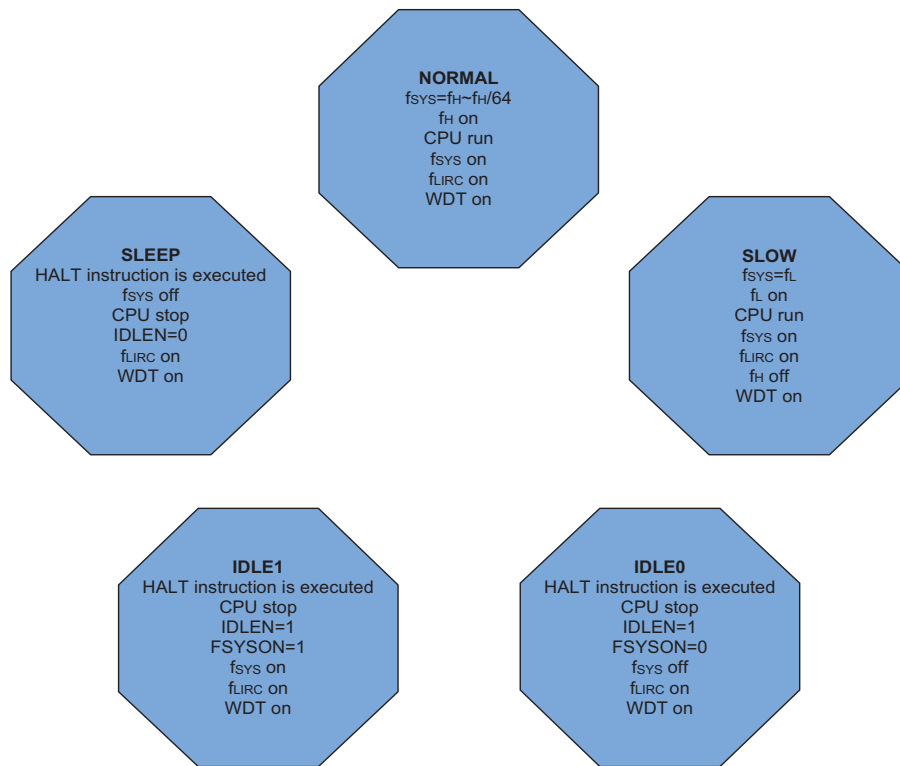 NORMAL
fSYS=fH~fH/64
fH on
CPU run
fSYS on
fLIRC on
WDT on
SLEEP
HALT instruction is executed
fSYS off
CPU stop
IDLEN=0
fLIRC on
WDT on
SLOW
fSYS=fL
fL on
CPU run
fSYS on
fLIRC on
fH off
WDT on
IDLE1
HALT instruction is executed
CPU stop
IDLEN=1
FSYSON=1
fSYS on
fLIRC on
WDT on
IDLE0
HALT instruction is executed
CPU stop
IDLEN=1
FSYSON=0
fSYS off
fLIRC on
WDT on